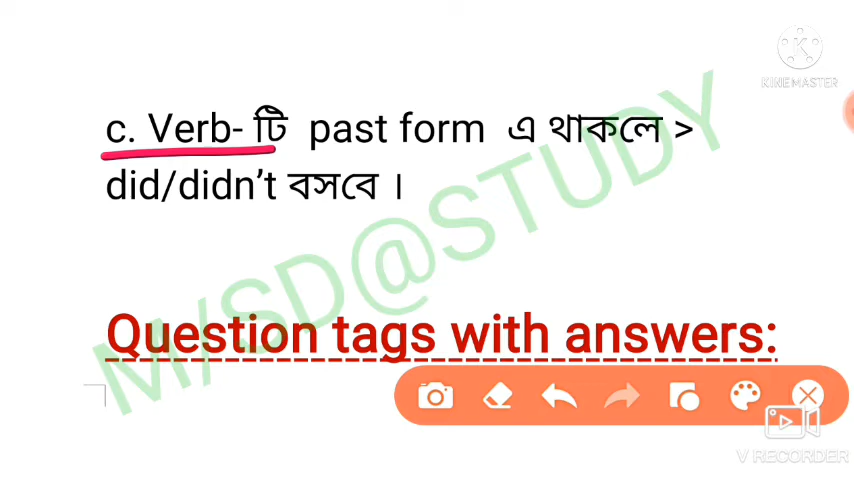 KINEMASTER
c. Verb- টি past form এ থাকলে >
did/didn’t বসবে ।
M/SD@STUDY
Question tags with answers:
V RECORDER